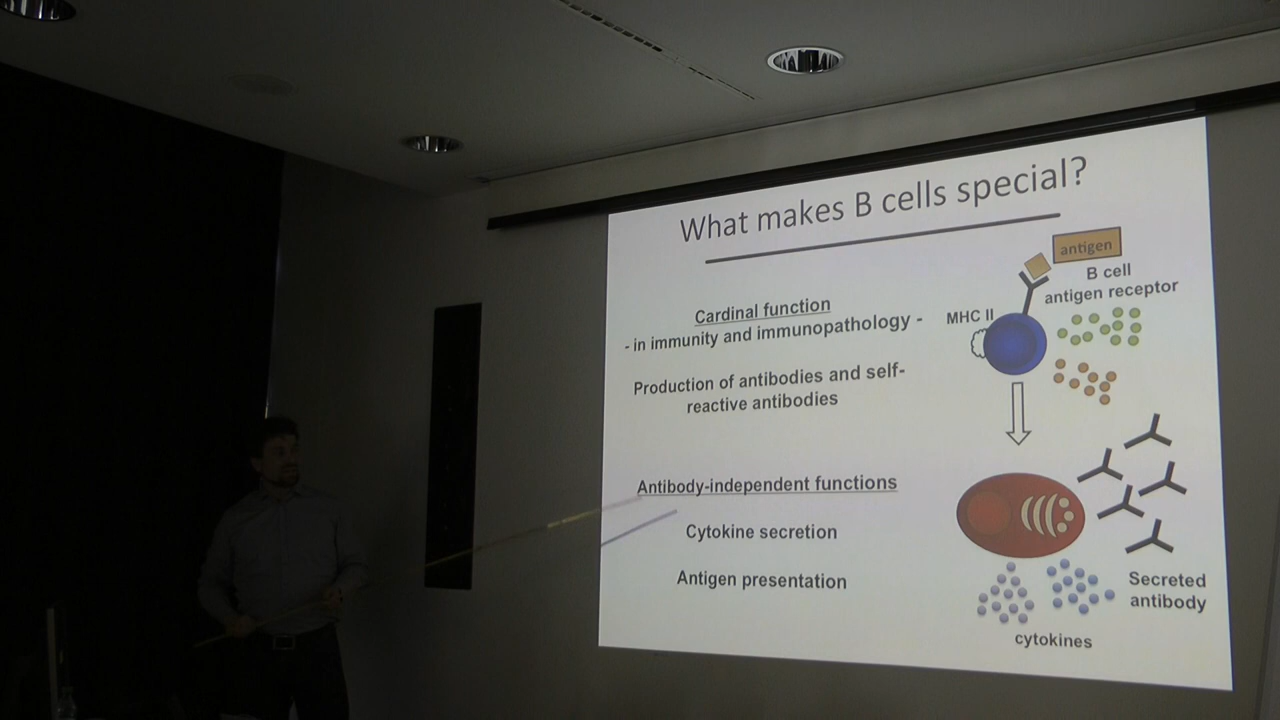 What makes B cells special?
Cardinal function
- in immunity and immunopathology -
Production of antibodies and self-
reactive antibodies
Antibody-independent functions
Cytokine secretion
Antigen presentation
antigen
B cell
antigen receptor
MHC II
Secreted
antibody
cytokines